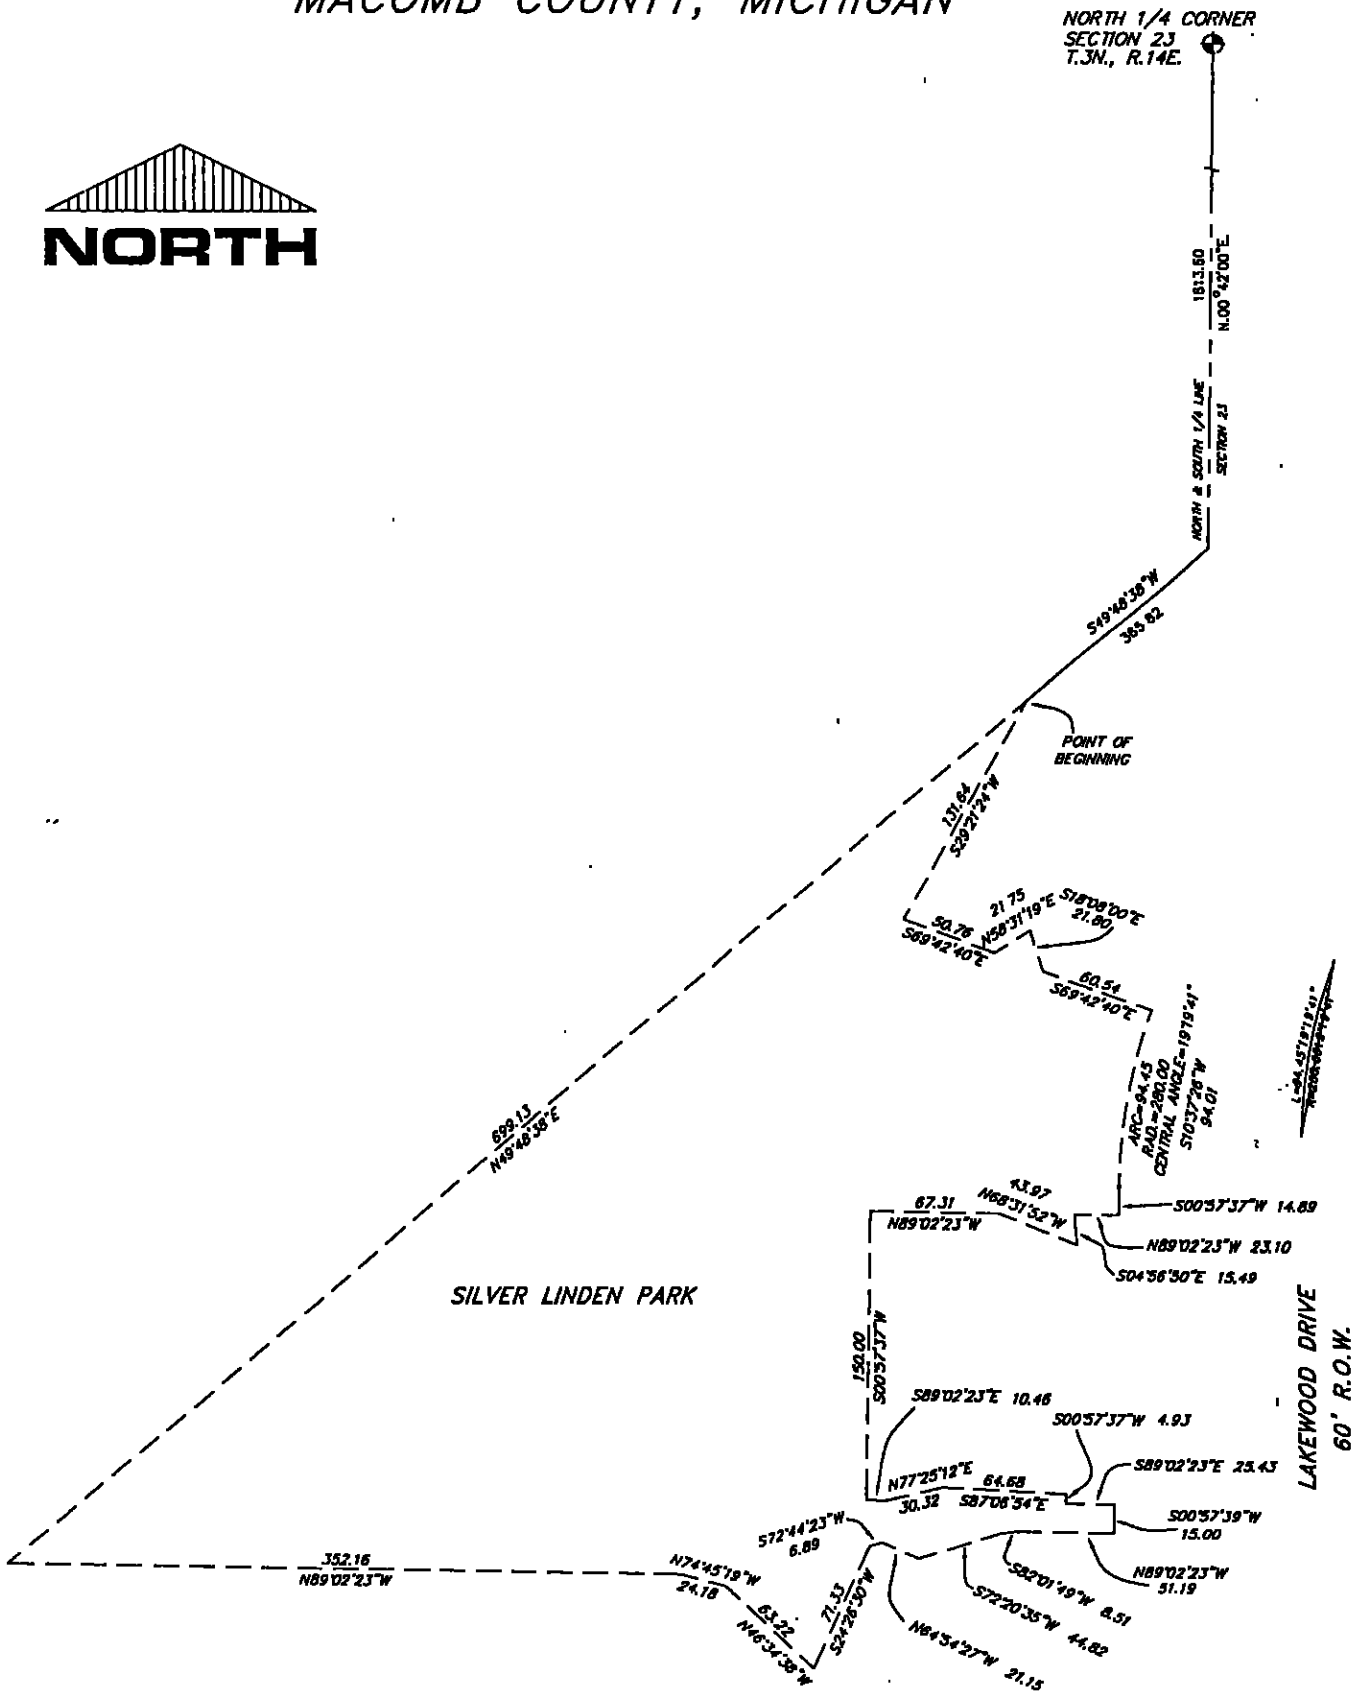 MACOMB COUNTY, MICHIGAN
NORTH 1/4 CORNER
SECTION 23
T.3N., R.14E.
NORTH
N.00°42'00"E.
NORTH & SOUTH 1/4 LINE
SECTION 23
S49°48'38"W
365.82
POINT OF
BEGINNING
131.64
S29°21'24"W
50.76
S69°42'40"E
21.75
N58°31'19"E
S18°08'00"E
21.80
60.54
S69°42'40"E
ARC=94.45
RAD.=280.00
CENTRAL ANGLE=19°19'41"
S10°37'26"W
94.01
699.13
N49°48'38"E
S00°57'37"W 14.89
N89°02'23"W 23.10
S04°56'50"E 15.49
43.97
N68°31'52"W
67.31
N89°02'23"W
SILVER LINDEN PARK
150.00
S00°57'37"W
LAKEWOOD DRIVE
60' R.O.W.
S89°02'23"E 10.46
S00°57'37"W 4.93
N77°25'12"E
30.32
64.68
S87°06'54"E
S89°02'23"E 25.43
S00°57'39"W
15.00
N89°02'23"W
51.19
S82°01'49"W 8.51
S72°20'35"W 44.82
N64°54'27"W 21.15
S72°44'23"W
6.89
71.33
S24°26'30"W
63.22
N46°34'38"W
N74°45'19"W
24.18
352.16
N89°02'23"W